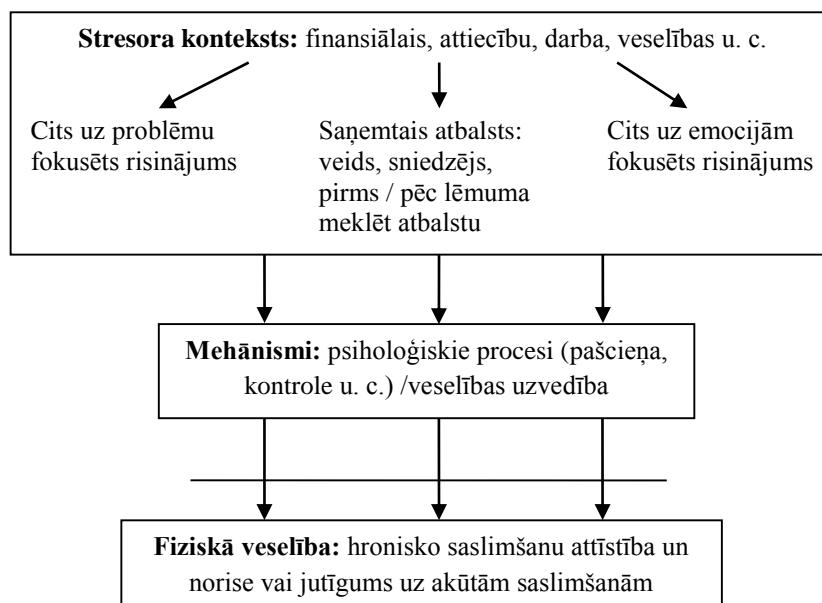 Stresora konteksts: finansiālais, attiecību, darba, veselības u. c.
Cits uz problēmu
fokusēts risinājums
Saņemtais atbalsts:
veids, sniedzējs,
pirms / pēc lēmuma
meklēt atbalstu
Cits uz emocijām
fokusēts risinājums
Mehānismi: psiholoģiskie procesi (pašcieņa,
kontrole u. c.) /veselības uzvedība
Fiziskā veselība: hronisko saslimšanu attīstība un
norise vai jutīgums uz akūtām saslimšanām